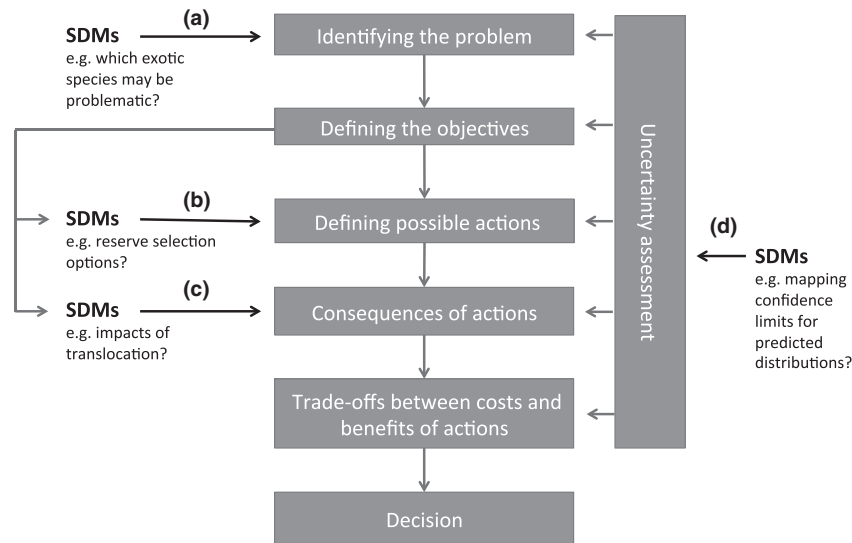 (a)
SDMs
e.g. which exotic
species may be
problematic?
Identifying the problem
Defining the objectives
(b)
SDMs
e.g. reserve selection
options?
Defining possible actions
(c)
SDMs
e.g. impacts of
translocation?
Consequences of actions
Trade-offs between costs and
benefits of actions
Decision
Uncertainty assessment
(d)
SDMs
e.g. mapping
confidence
limits for
predicted
distributions?